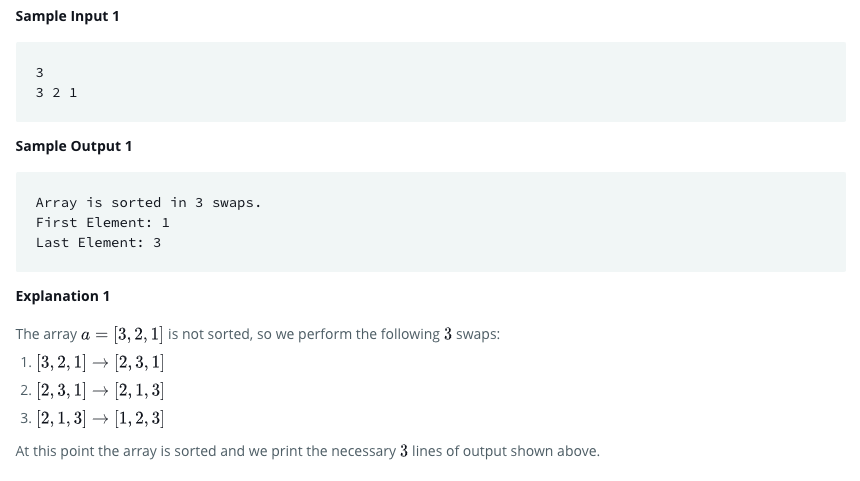 Sample Input 1
3
3 2 1
Sample Output 1
Array is sorted in 3 swaps.
First Element: 1
Last Element: 3
Explanation 1
The array a = [3, 2, 1] is not sorted, so we perform the following 3 swaps:
1. [3, 2, 1] → [2, 3, 1]
2. [2, 3, 1] → [2, 1, 3]
3. [2, 1, 3] → [1, 2, 3]
At this point the array is sorted and we print the necessary 3 lines of output shown above.